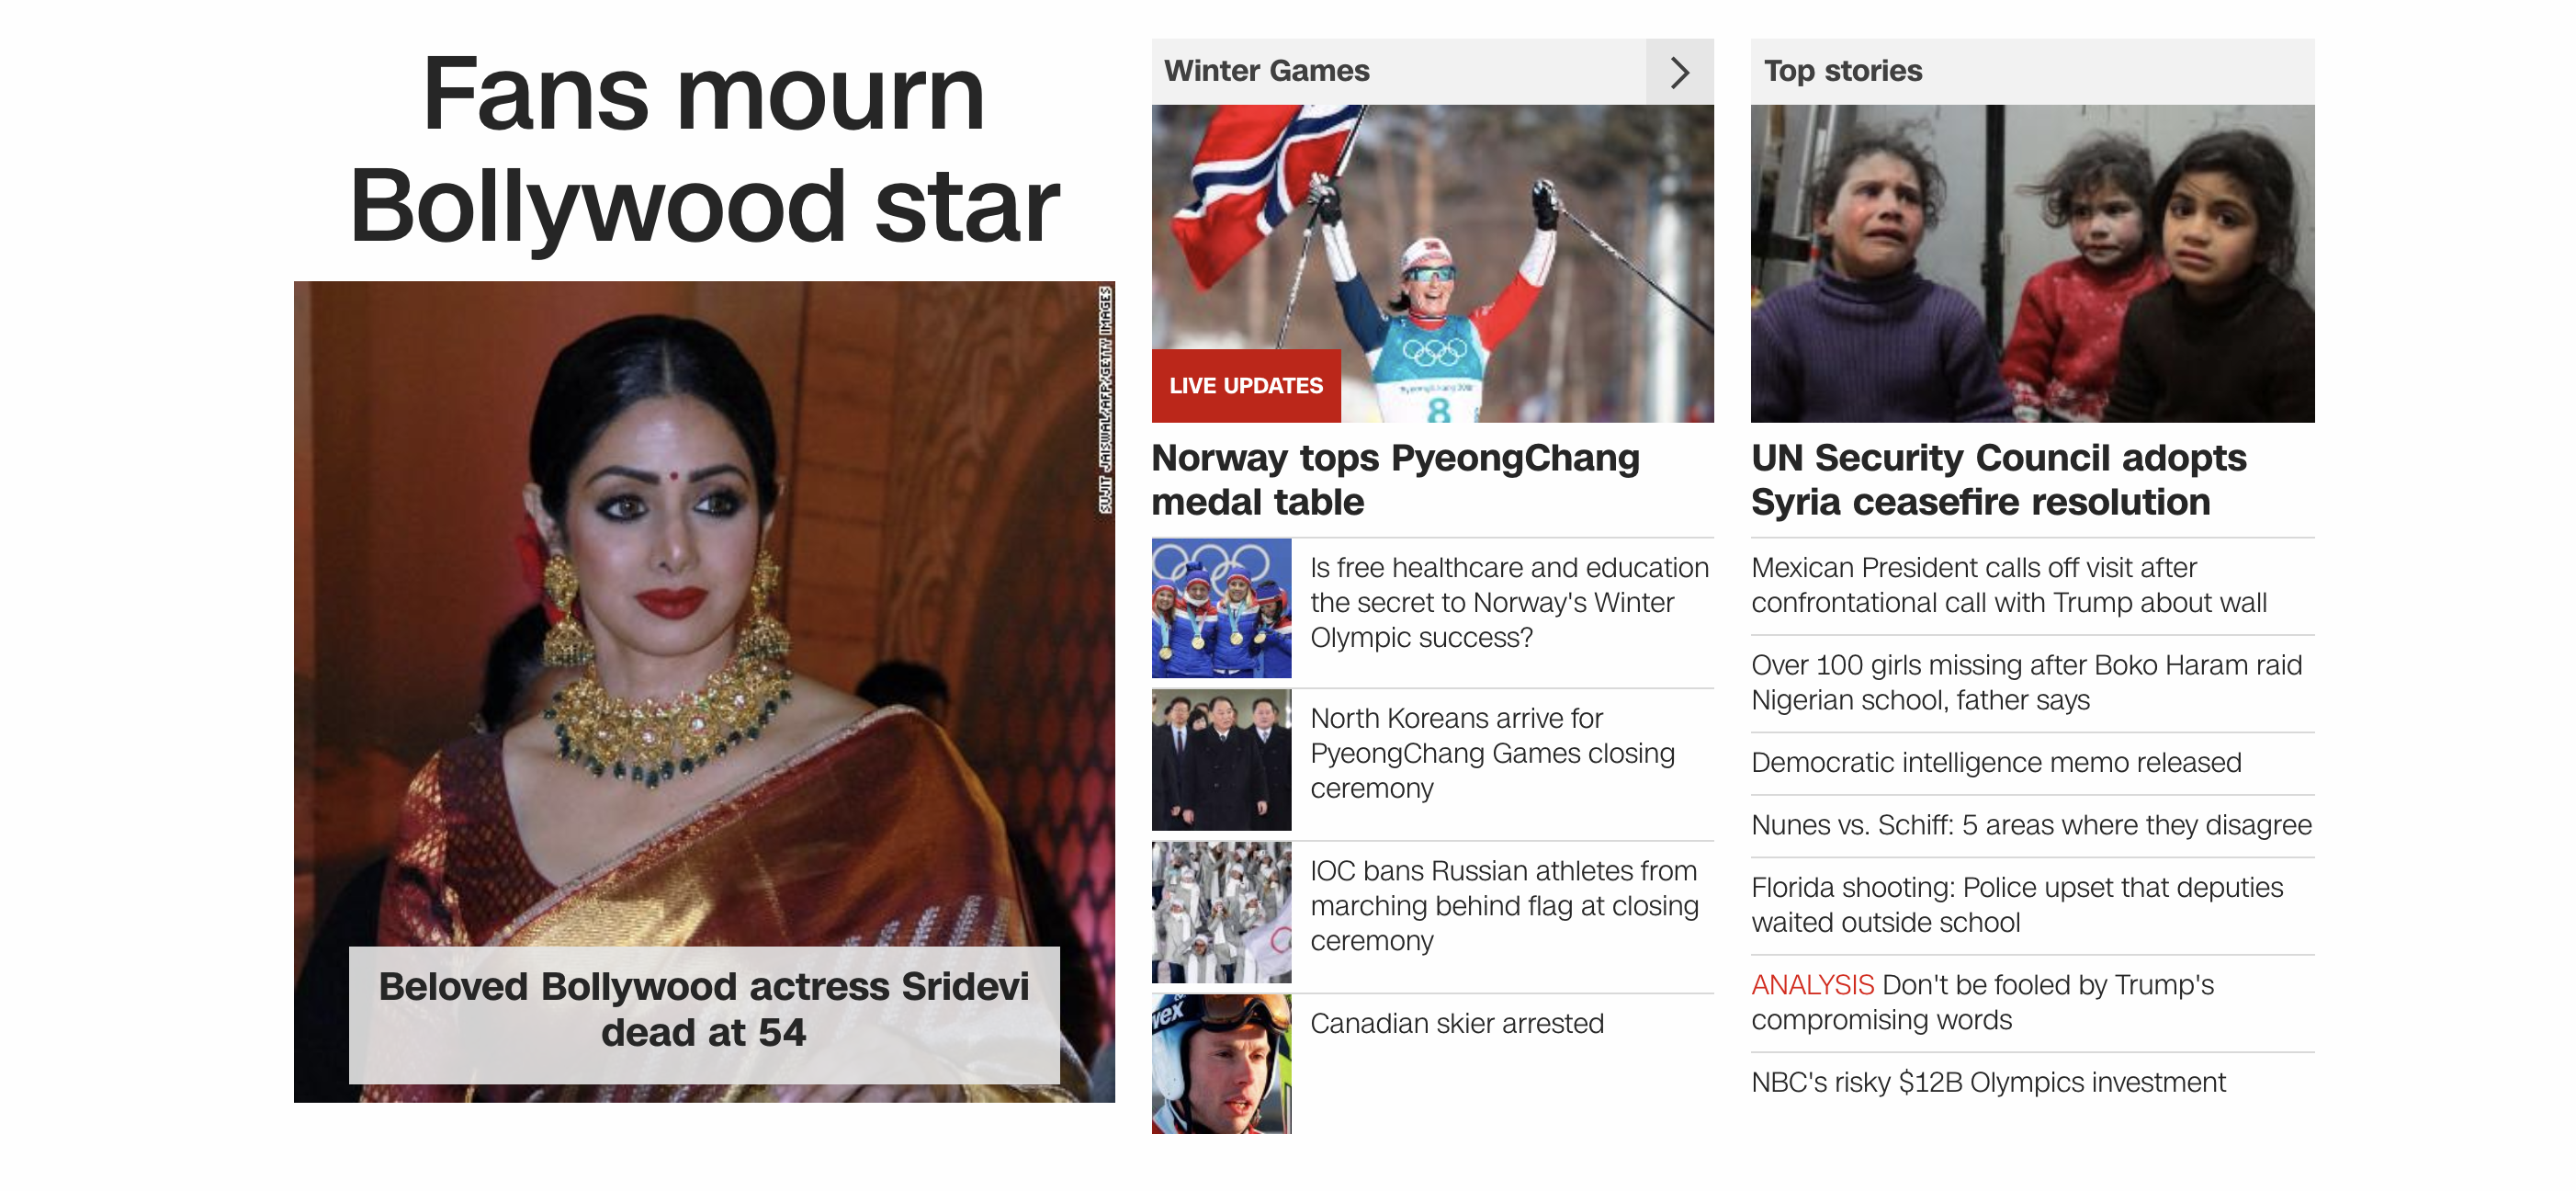 Fans mourn
Bollywood star
SUJIT JAISWAL/AFP/GETTY IMAGES
Beloved Bollywood actress Sridevi
dead at 54
Winter Games
LIVE UPDATES
PyeongChang 2018
8
Norway tops PyeongChang
medal table
Is free healthcare and education
the secret to Norway's Winter
Olympic success?
North Koreans arrive for
PyeongChang Games closing
ceremony
IOC bans Russian athletes from
marching behind flag at closing
ceremony
vex
Canadian skier arrested
Top stories
UN Security Council adopts
Syria ceasefire resolution
Mexican President calls off visit after
confrontational call with Trump about wall
Over 100 girls missing after Boko Haram raid
Nigerian school, father says
Democratic intelligence memo released
Nunes vs. Schiff: 5 areas where they disagree
Florida shooting: Police upset that deputies
waited outside school
ANALYSIS Don't be fooled by Trump's
compromising words
NBC's risky $12B Olympics investment